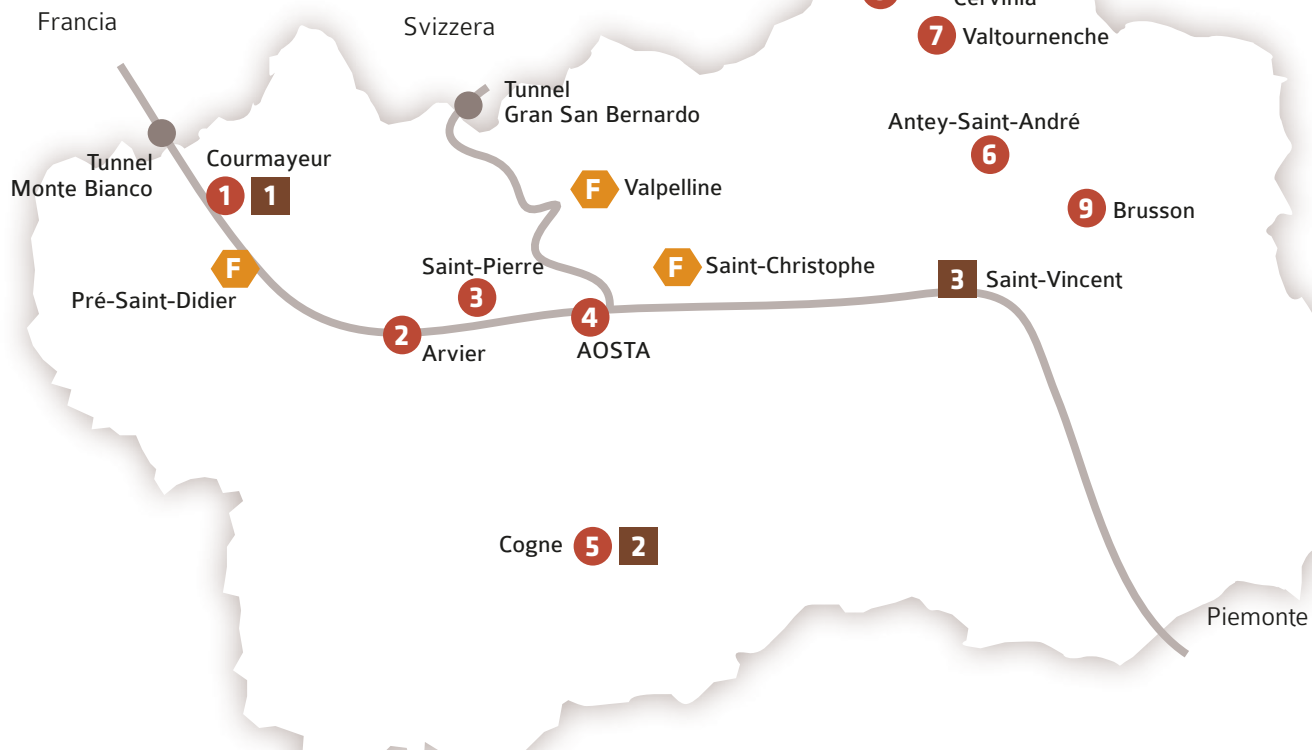 Cervinia
Francia
Svizzera
7 Valtournenche
Tunnel
Gran San Bernardo
Antey-Saint-André
6
Tunnel
Monte Bianco
Courmayeur
1 1
F Valpelline
9 Brusson
F
Pré-Saint-Didier
Saint-Pierre
3
F Saint-Christophe
3 Saint-Vincent
4
AOSTA
2
Arvier
Cogne 5 2
Piemonte